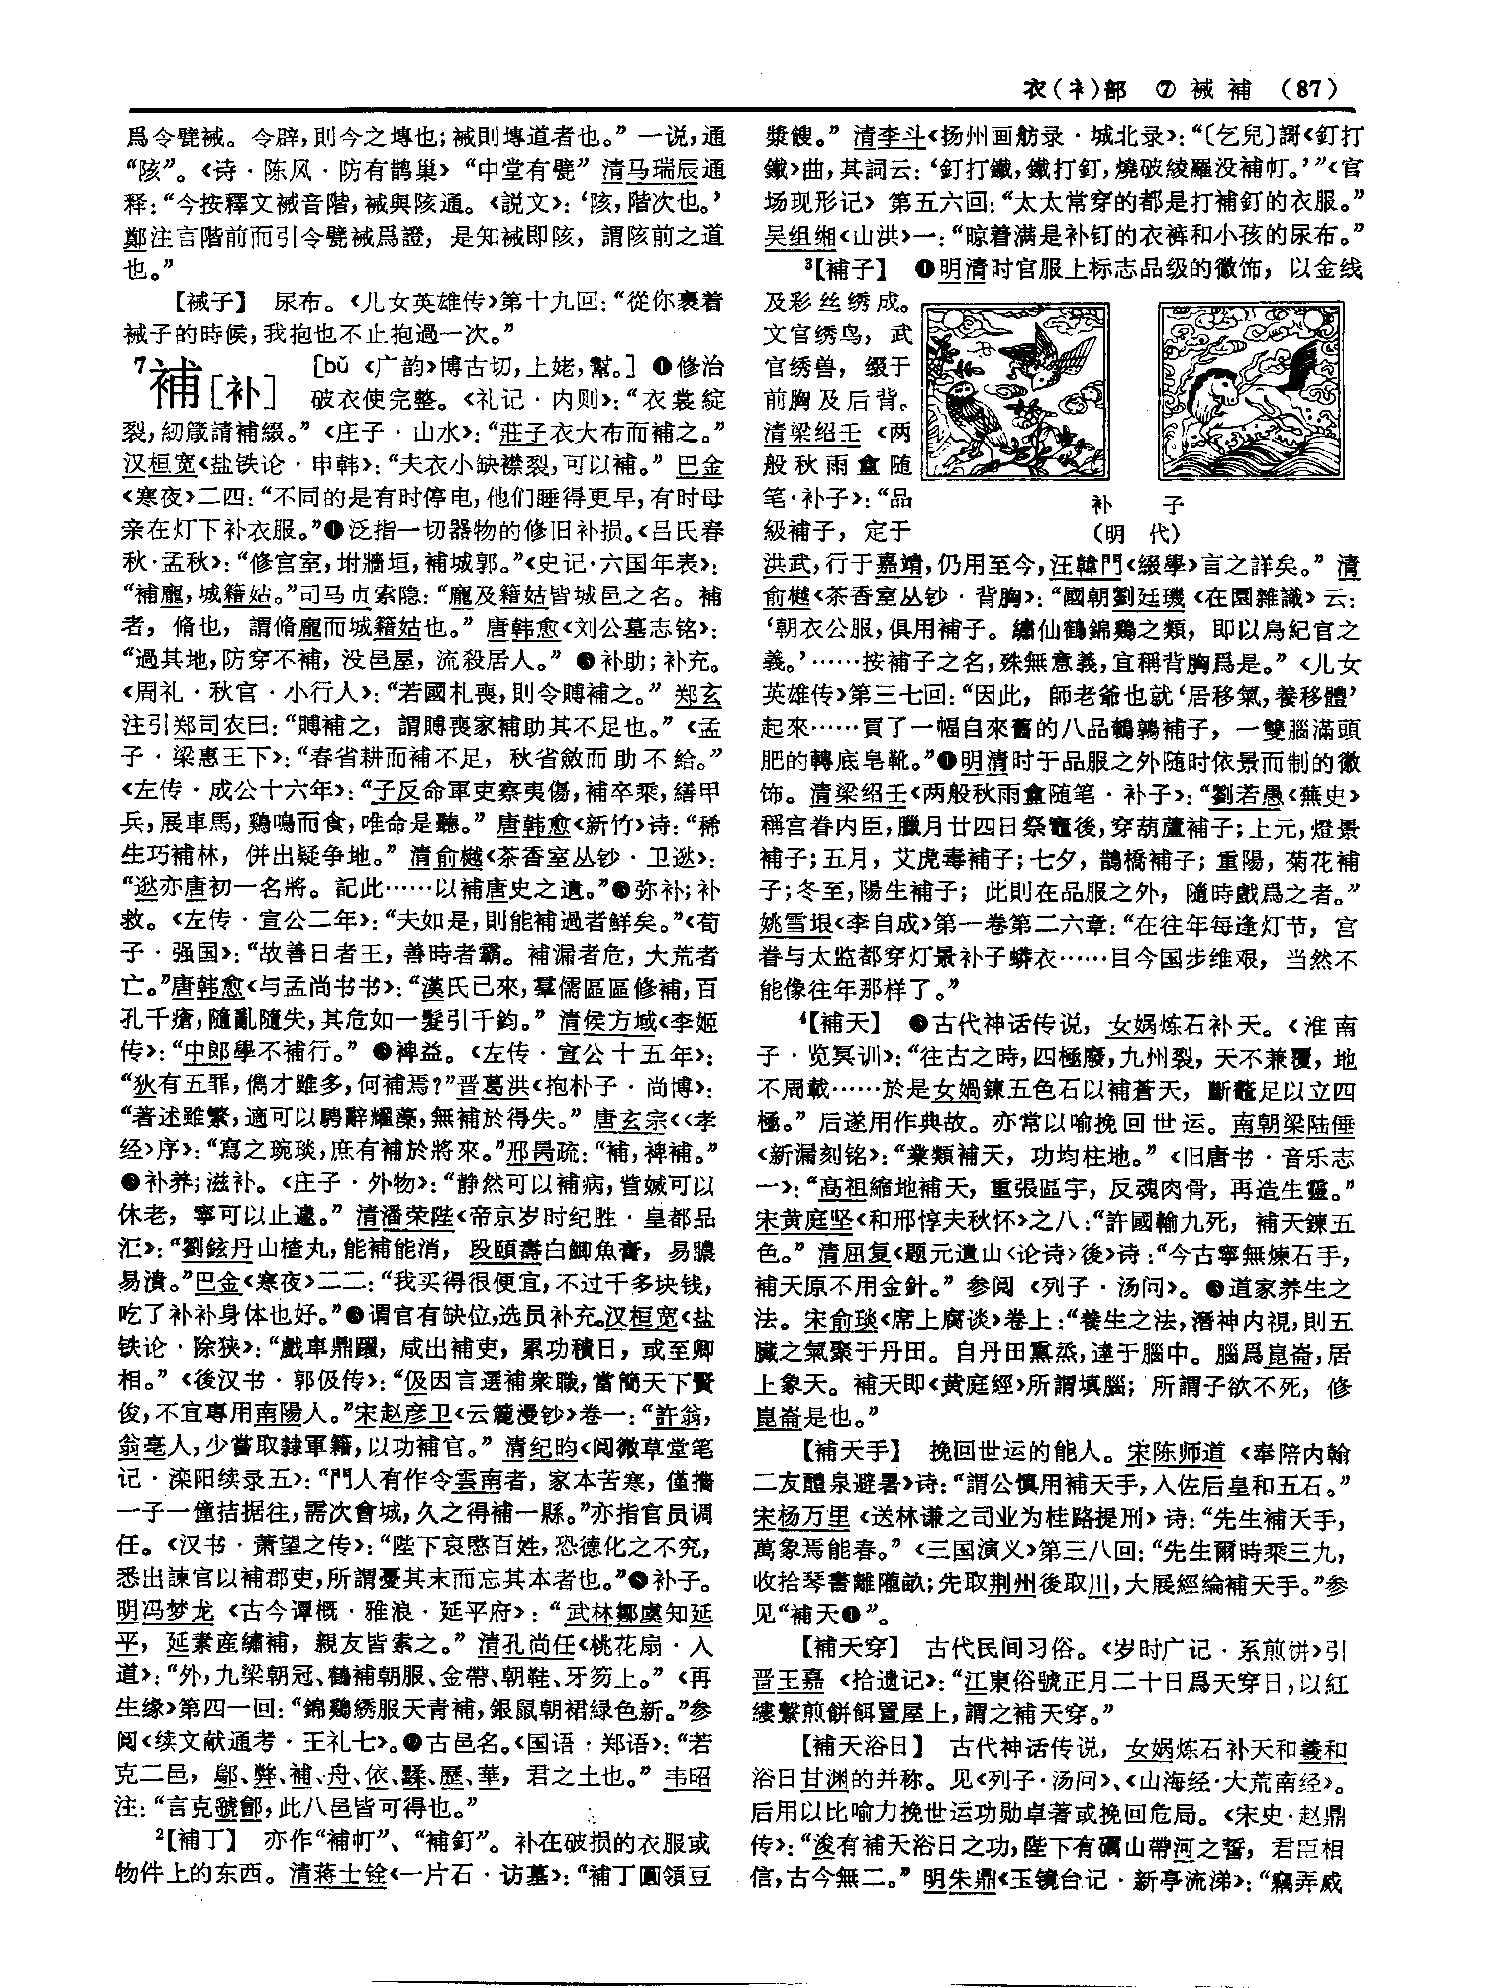 衣(衤)部 ⑦ 裓 補 (87)
爲令甓裓。令辟,則今之塼也;裓則塼道者也。” 一说,通
“陔”。《诗·陈风·防有鹊巢》“中堂有甓” 清马瑞辰通
释:“今按釋文裓音階,裓與陔通。《説文》:‘陔,階次也。’
鄭注言階前而引令甓裓爲證, 是知裓即陔, 謂陔前之道
也。”
【裓子】 尿布。《儿女英雄传》第十九回:“從你裹着
裓子的時候,我抱也不止抱過一次。”
7補[补] [bǔ 《广韵》博古切,上姥,幫。] ❶修治
破衣使完整。《礼记·内则》:“衣裳綻
裂,紉箴請補綴。”《庄子·山水》:“莊子衣大布而補之。”
汉桓宽《盐铁论·申韩》:“夫衣小缺襟裂,可以補。” 巴金
《寒夜》二四:“不同的是有时停电,他们睡得更早,有时母
亲在灯下补衣服。”❷泛指一切器物的修旧补损。《吕氏春
秋·孟秋》:“修宫室,坿牆垣,補城郭。”《史记·六国年表》:
“補龐,城籍姑。”司马贞索隐:“龐及籍姑皆城邑之名。補
者, 脩也, 謂脩龐而城籍姑也。” 唐韩愈《刘公墓志铭》:
“過其地,防穿不補, 没邑屋, 流殺居人。” ❸补助;补充。
《周礼·秋官·小行人》:“若國札喪,則令賻補之。” 郑玄
注引郑司农曰:“賻補之, 謂賻喪家補助其不足也。”《孟
子·梁惠王下》:“春省耕而補不足, 秋省斂而助不給。”
《左传·成公十六年》:“子反命軍吏察夷傷,補卒乘,繕甲
兵,展車馬,鷄鳴而食,唯命是聽。” 唐韩愈《新竹》诗:“稀
生巧補林, 併出疑争地。” 清俞樾《茶香室丛钞·卫逖》:
“逖亦唐初一名將。記此……以補唐史之遺。”❹弥补;补
救。《左传·宣公二年》:“夫如是,則能補過者鮮矣。”《荀
子·强国》:“故善日者王, 善時者霸。補漏者危, 大荒者
亡。”唐韩愈《与孟尚书书》:“漢氏已來,羣儒區區修補,百
孔千瘡,隨亂隨失,其危如一髮引千鈞。” 清侯方域《李姬
传》:“中郎學不補行。” ❺裨益。《左传·宣公十五年》:
“狄有五罪,儁才雖多,何補焉?”晋葛洪《抱朴子·尚博》:
“著述雖繁,適可以騁辭耀藻,無補於得失。” 唐玄宗《〈孝
经〉序》:“寫之琬琰,庶有補於將來。”邢昺疏:“補,裨補。”
❻补养;滋补。《庄子·外物》:“静然可以補病,眥媙可以
休老, 寧可以止遽。” 清潘荣陛《帝京岁时纪胜·皇都品
汇》:“劉鉉丹山楂丸,能補能消, 段頤壽白鯽魚膏, 易膿
易潰。”巴金《寒夜》二二:“我买得很便宜,不过千多块钱,
吃了补补身体也好。”❼谓官有缺位,选员补充。汉桓宽《盐
铁论·除狭》:“戲車鼎躍, 咸出補吏, 累功積日, 或至卿
相。”《後汉书·郭伋传》:“伋因言選補衆職,當簡天下賢
俊,不宜專用南陽人。”宋赵彦卫《云麓漫钞》卷一:“許翁,
翁亳人,少嘗取隸軍籍,以功補官。” 清纪昀《阅微草堂笔
记·滦阳续录五》:“門人有作令雲南者, 家本苦寒, 僅攜
一子一僮拮据往,需次會城,久之得補一縣。”亦指官员调
任。《汉书·萧望之传》:“陛下哀愍百姓,恐德化之不究,
悉出諫官以補郡吏,所謂憂其末而忘其本者也。”❽补子。
明冯梦龙《古今谭概·雅浪·延平府》:“武林鄒虞知延
平, 延素産繡補, 親友皆索之。” 清孔尚任《桃花扇·入
道》:“外,九梁朝冠、鶴補朝服、金帶、朝鞋、牙笏上。”《再
生缘》第四一回:“錦鷄綉服天青補,銀鼠朝裙緑色新。”参
阅《续文献通考·王礼七》。❾古邑名。《国语·郑语》:“若
克二邑, 鄢、弊、補、舟、依、䵣、歷、華, 君之土也。” 韦昭
注:“言克虢鄶,此八邑皆可得也。”
2【補丁】 亦作“補帄”、“補釘”。补在破损的衣服或
物件上的东西。清蒋士铨《一片石·访墓》:“補丁圓領豆
漿餿。” 清李斗《扬州画舫录·城北录》:“〔乞兒〕謌《釘打
鐵》曲,其詞云:‘釘打鐵,鐵打釘,燒破綾羅没補帄。’”《官
场现形记》第五六回:“太太常穿的都是打補釘的衣服。”
吴组缃《山洪》一:“晾着满是补钉的衣裤和小孩的尿布。”
3【補子】 ❶明清时官服上标志品级的徽饰, 以金线
及彩丝绣成。
文官绣鸟, 武
官绣兽, 缀于
前胸及后背。
清梁绍壬《两
般秋雨盦随
笔·补子》:“品
級補子, 定于
补 子
(明 代)
洪武,行于嘉靖,仍用至今,汪韓門《綴學》言之詳矣。” 清
俞樾《茶香室丛钞·背胸》:“國朝劉廷璣《在園雜識》云:
‘朝衣公服,俱用補子。繡仙鶴錦鷄之類, 即以鳥紀官之
義。’……按補子之名,殊無意義,宜稱背胸爲是。”《儿女
英雄传》第三七回:“因此, 師老爺也就‘居移氣,養移體’
起來……買了一幅自來舊的八品鵪鶉補子, 一雙腦滿頭
肥的轉底皂靴。”❷明清时于品服之外随时依景而制的徽
饰。清梁绍壬《两般秋雨盦随笔·补子》:“劉若愚《蕪史》
稱宫眷内臣,臘月廿四日祭竈後,穿葫蘆補子;上元,燈景
補子;五月, 艾虎毒補子;七夕, 鵲橋補子; 重陽, 菊花補
子;冬至,陽生補子; 此則在品服之外, 隨時戲爲之者。”
姚雪垠《李自成》第一卷第二六章:“在往年每逢灯节, 宫
眷与太监都穿灯景补子蟒衣……目今国步维艰, 当然不
能像往年那样了。”
4【補天】 ❶古代神话传说, 女娲炼石补天。《淮南
子·览冥训》:“往古之時,四極廢,九州裂, 天不兼覆, 地
不周載……於是女媧鍊五色石以補蒼天, 斷鼇足以立四
極。” 后遂用作典故。亦常以喻挽回世运。南朝梁陆倕
《新漏刻铭》:“業類補天, 功均柱地。”《旧唐书·音乐志
一》:“高祖縮地補天, 重張區宇, 反魂肉骨, 再造生靈。”
宋黄庭坚《和邢惇夫秋怀》之八:“許國輸九死, 補天鍊五
色。” 清屈复《题元遗山〈论诗〉後》诗:“今古寧無煉石手,
補天原不用金針。” 参阅《列子·汤问》。❷道家养生之
法。宋俞琰《席上腐谈》卷上:“養生之法,潛神内視,則五
臟之氣聚于丹田。自丹田薰蒸,達于腦中。腦爲崑崙,居
上象天。補天即《黄庭經》所謂填腦; 所謂子欲不死, 修
崑崙是也。”
【補天手】 挽回世运的能人。宋陈师道《奉陪内翰
二友醴泉避暑》诗:“謂公慎用補天手,入佐后皇和五石。”
宋杨万里《送林谦之司业为桂路提刑》诗:“先生補天手,
萬象焉能春。”《三国演义》第三八回:“先生爾時乘三九,
收拾琴書離隴畝;先取荆州後取川,大展經綸補天手。”参
见“補天❶”。
【補天穿】 古代民间习俗。《岁时广记·系煎饼》引
晋王嘉《拾遗记》:“江東俗號正月二十日爲天穿日,以紅
縷繫煎餅餌置屋上,謂之補天穿。”
【補天浴日】 古代神话传说, 女娲炼石补天和羲和
浴日甘渊的并称。见《列子·汤问》、《山海经·大荒南经》。
后用以比喻力挽世运功勋卓著或挽回危局。《宋史·赵鼎
传》:“浚有補天浴日之功,陛下有礪山帶河之誓, 君臣相
信,古今無二。” 明朱鼎《玉镜台记·新亭流涕》:“竊弄威